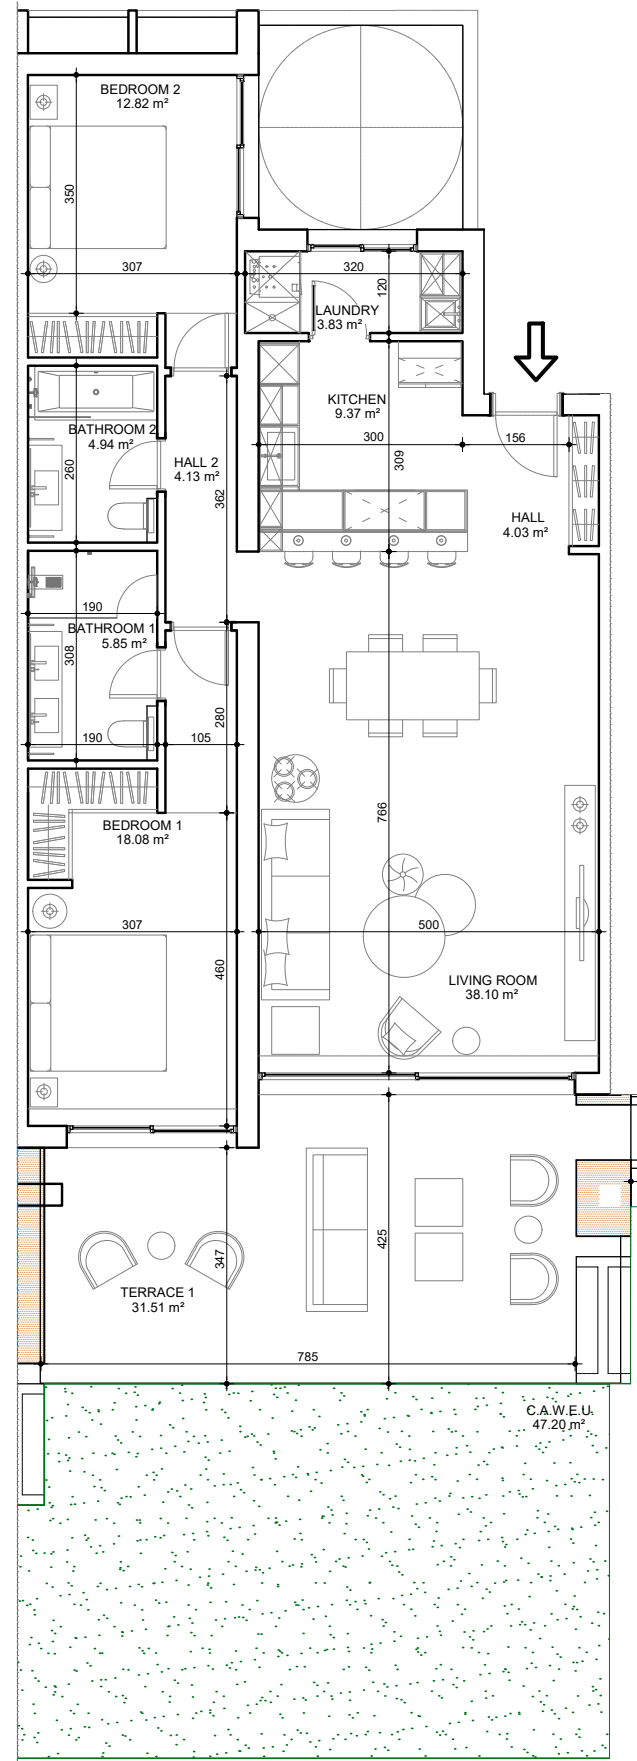 BEDROOM 2
12.82 m²
350
307
320
120
LAUNDRY
3.83 m²
KITCHEN
9.37 m²
300
156
309
BATHROOM 2
4.94 m²
260
HALL 2
4.13 m²
362
HALL
4.03 m²
190
BATHROOM 1
5.85 m²
308
280
190
105
766
BEDROOM 1
18.08 m²
307
500
460
LIVING ROOM
38.10 m²
425
347
TERRACE 1
31.51 m²
785
C.A.W.E.U.
47.20 m²